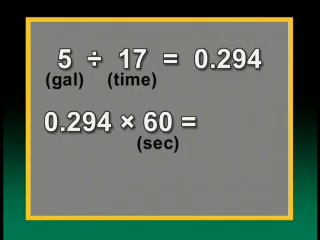 5 ÷ 17 = 0.294
(gal) (time)
0.294 × 60 =
(sec)